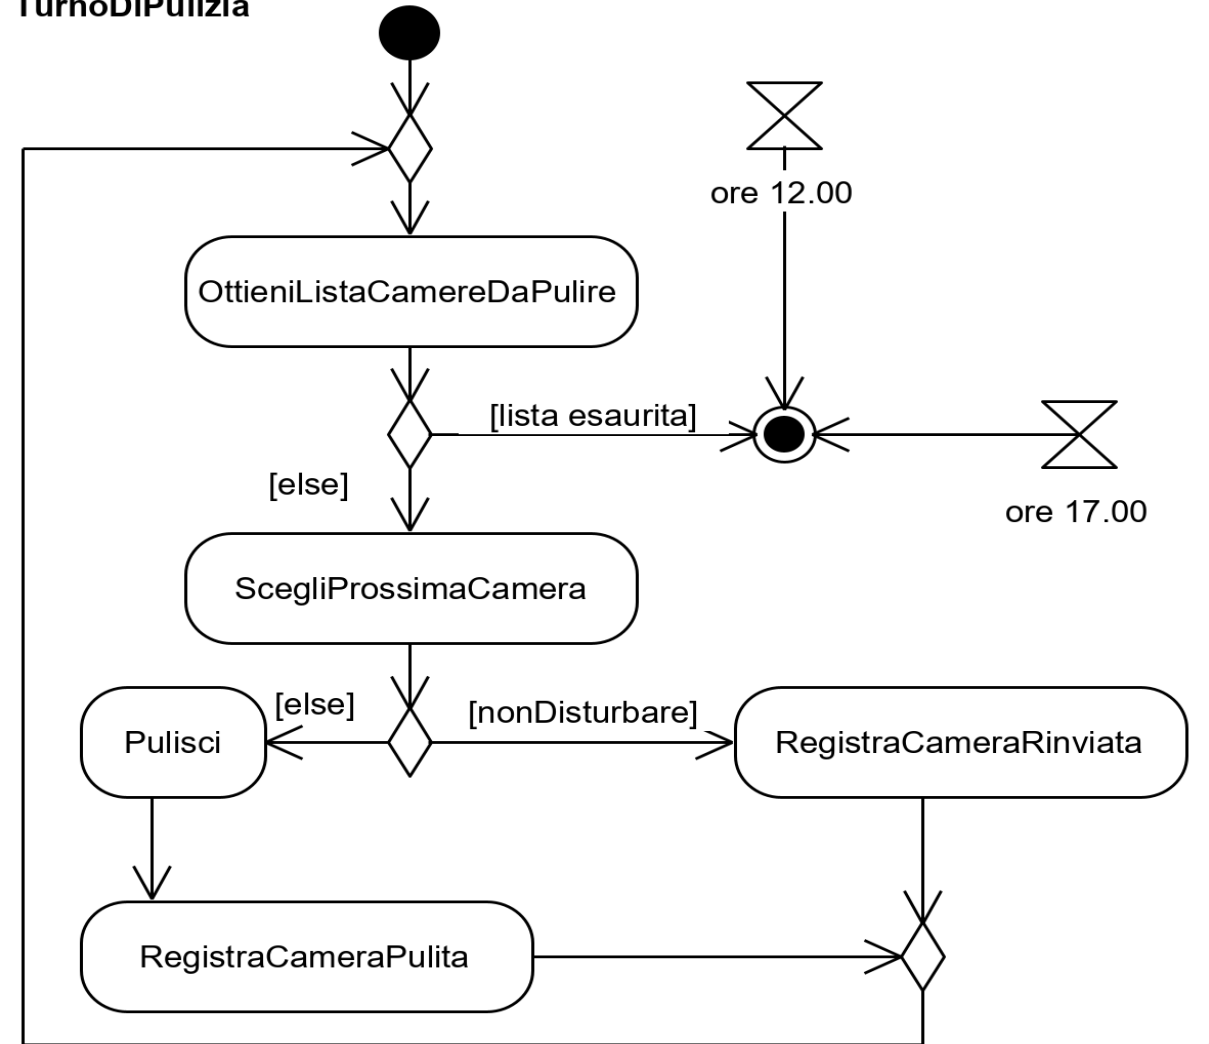 TurnoDiPulizia
ore 12.00
OttieniListaCamereDaPulire
[lista esaurita]
[else]
ore 17.00
ScegliProssimaCamera
[else]
[nonDisturbare]
Pulisci
RegistraCameraRinviata
RegistraCameraPulita